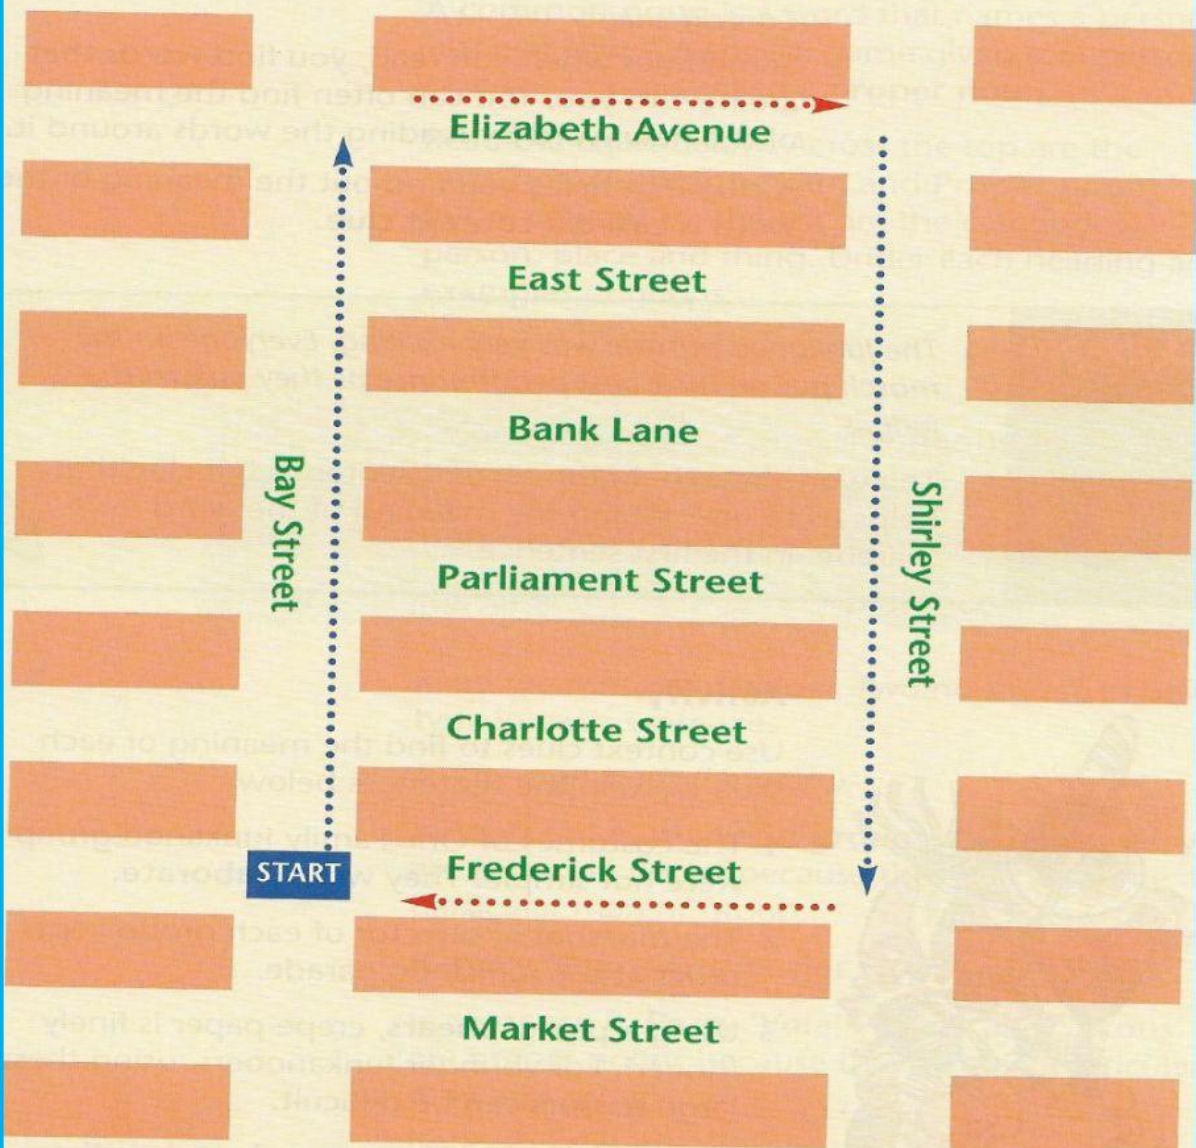 Elizabeth Avenue
East Street
Bank Lane
Bay Street
Parliament Street
Shirley Street
Charlotte Street
START
Frederick Street
Market Street